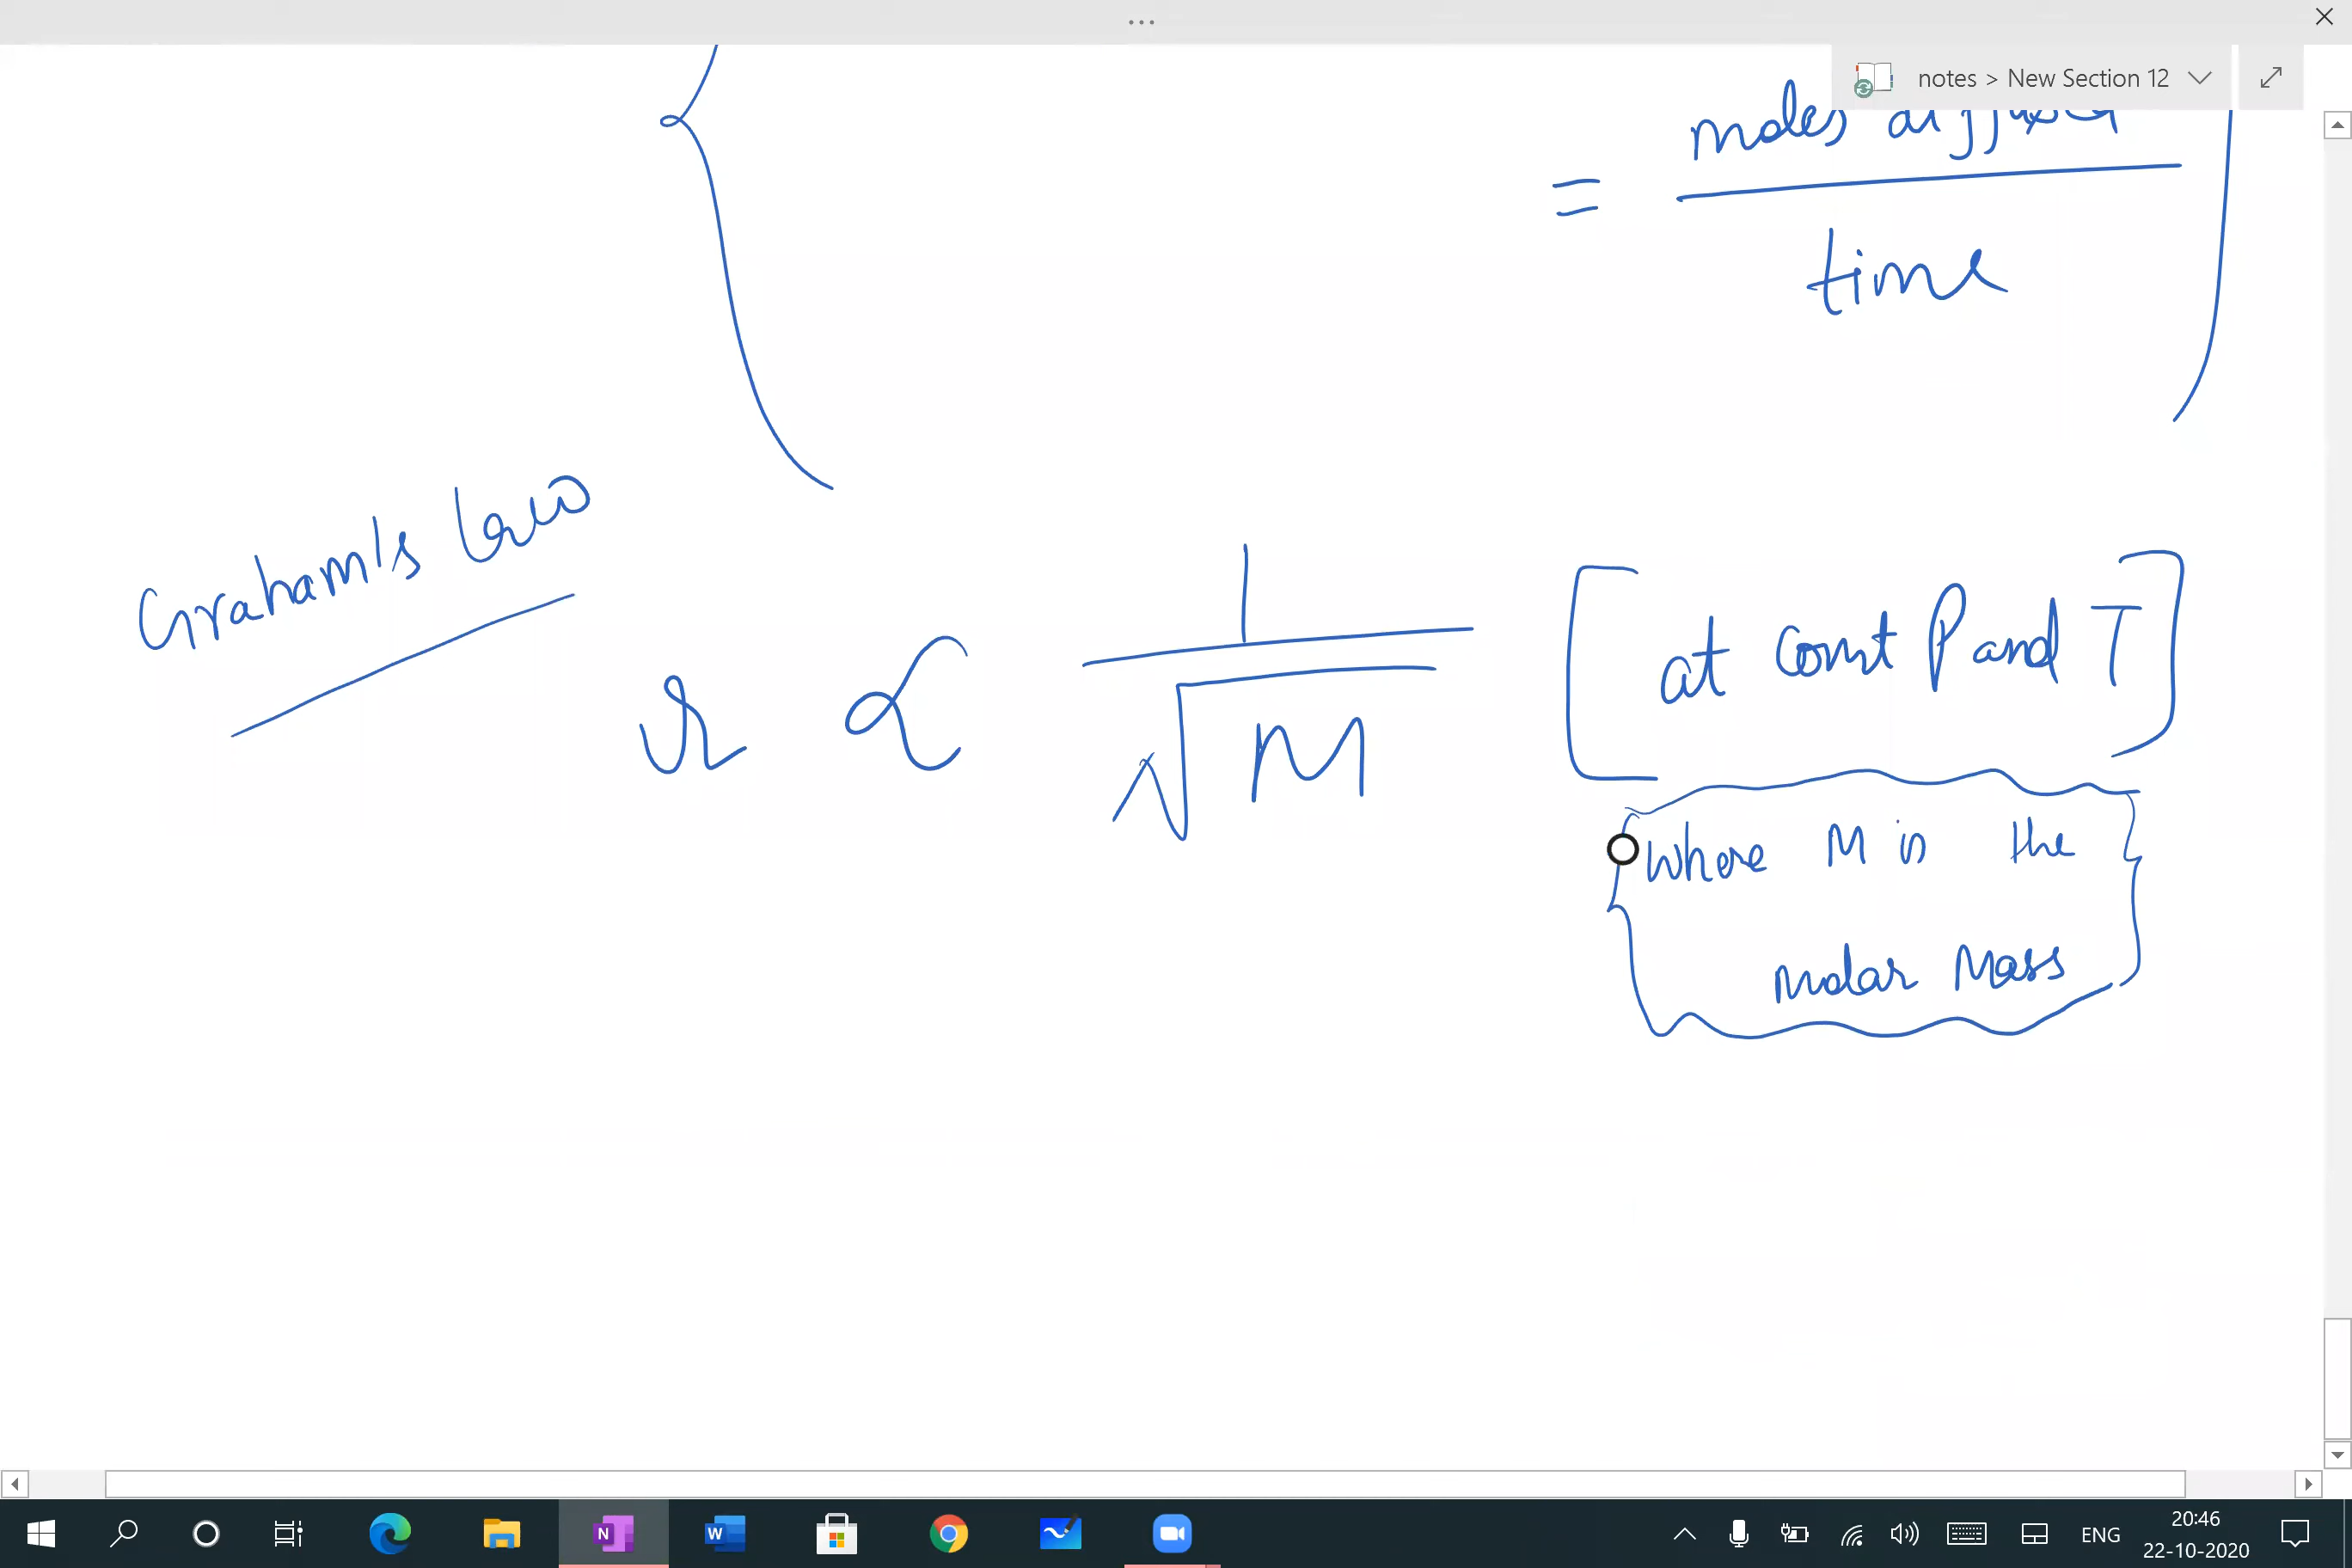 notes > New Section 12
moles diffused
=
time
Graham's Law
r ∝ 1
√M
[at const P and T]
where M is the
molar Mass
ENG
20:46
22-10-2020